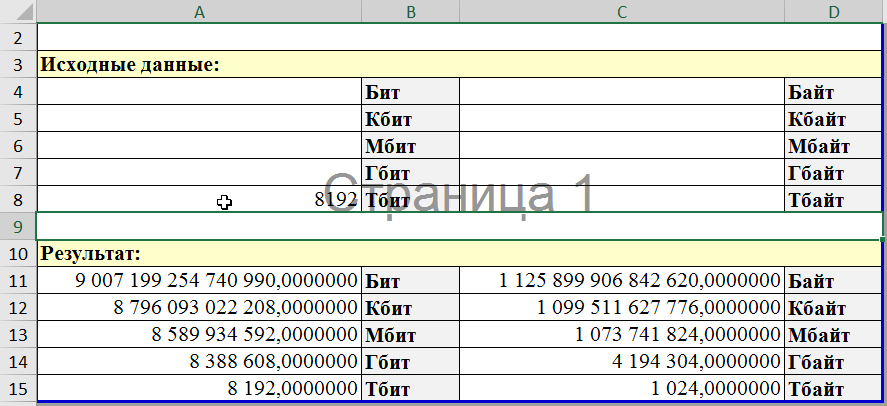 A B C D
2
3 Исходные данные:
4 Бит Байт
5 Кбит Кбайт
6 Мбит Мбайт
7 Гбит Гбайт
8 8192 Тбит Тбайт
Страница 1
9
10 Результат:
11 9 007 199 254 740 990,0000000 Бит 1 125 899 906 842 620,0000000 Байт
12 8 796 093 022 208,0000000 Кбит 1 099 511 627 776,0000000 Кбайт
13 8 589 934 592,0000000 Мбит 1 073 741 824,0000000 Мбайт
14 8 388 608,0000000 Гбит 4 194 304,0000000 Гбайт
15 8 192,0000000 Тбит 1 024,0000000 Тбайт